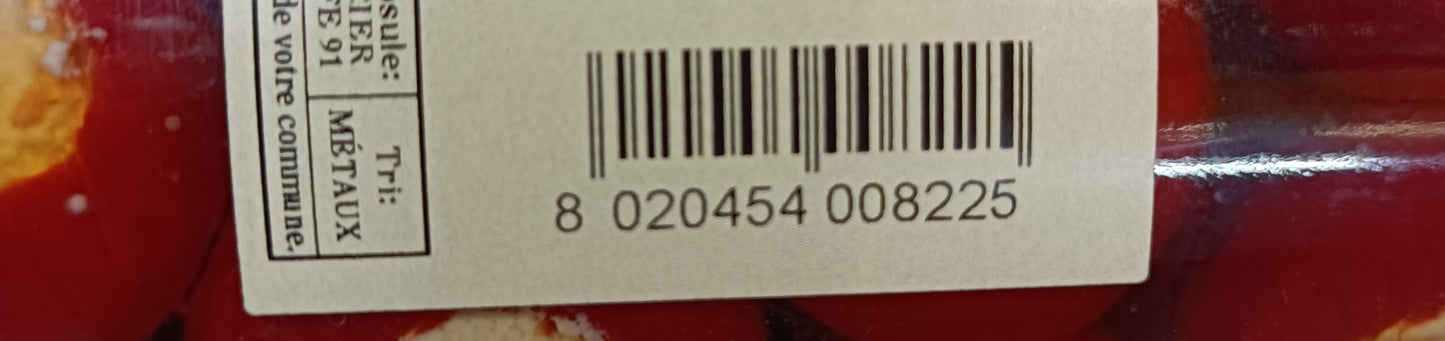 Tri:
MÉTAUX
de votre commune.
8 020454 008225